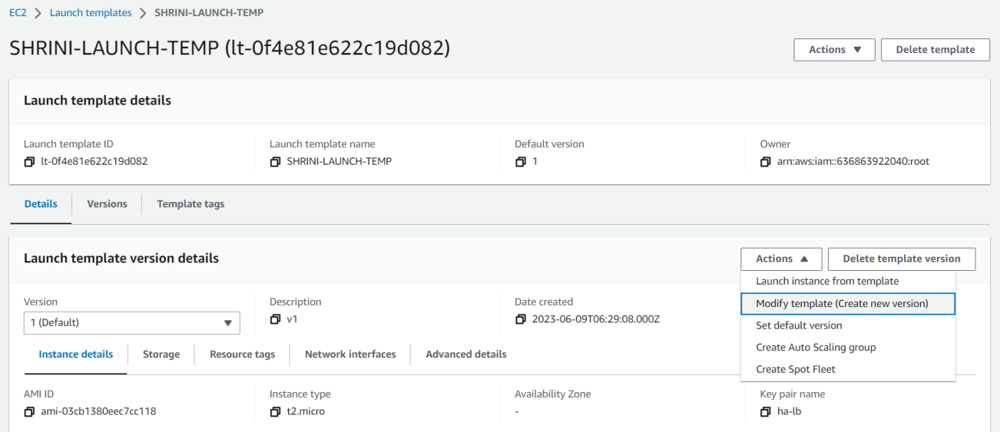 EC2 > Launch templates > SHRINI-LAUNCH-TEMP
SHRINI-LAUNCH-TEMP (lt-0f4e81e622c19d082)
Actions ▼ Delete template
Launch template details
Launch template ID Launch template name Default version Owner
lt-0f4e81e622c19d082 SHRINI-LAUNCH-TEMP 1 arn:aws:iam::636863922040:root
Details Versions Template tags
Launch template version details
Actions ▲ Delete template version
Launch instance from template
Modify template (Create new version)
Set default version
Create Auto Scaling group
Create Spot Fleet
Version Description Date created
1 (Default) ▼ v1 2023-06-09T06:29:08.000Z
Instance details Storage Resource tags Network interfaces Advanced details
AMI ID Instance type Availability Zone Key pair name
ami-03cb1380eec7cc118 t2.micro - ha-lb